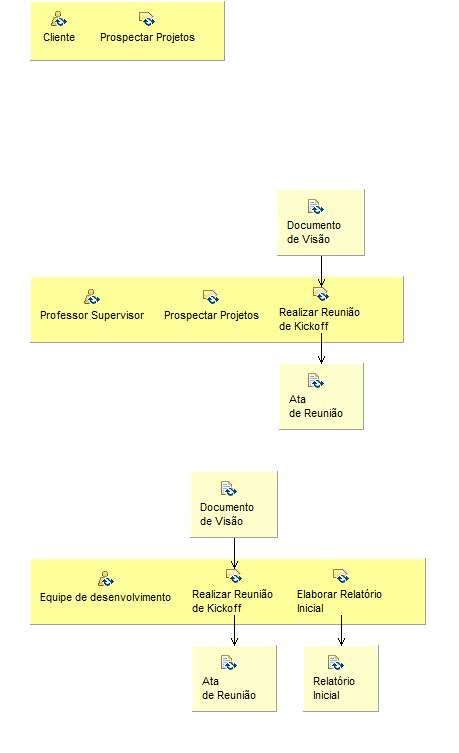 Cliente
Prospectar Projetos
Documento
de Visão
Professor Supervisor
Prospectar Projetos
Realizar Reunião
de Kickoff
Ata
de Reunião
Documento
de Visão
Equipe de desenvolvimento
Realizar Reunião
de Kickoff
Elaborar Relatório
Inicial
Ata
de Reunião
Relatório
Inicial